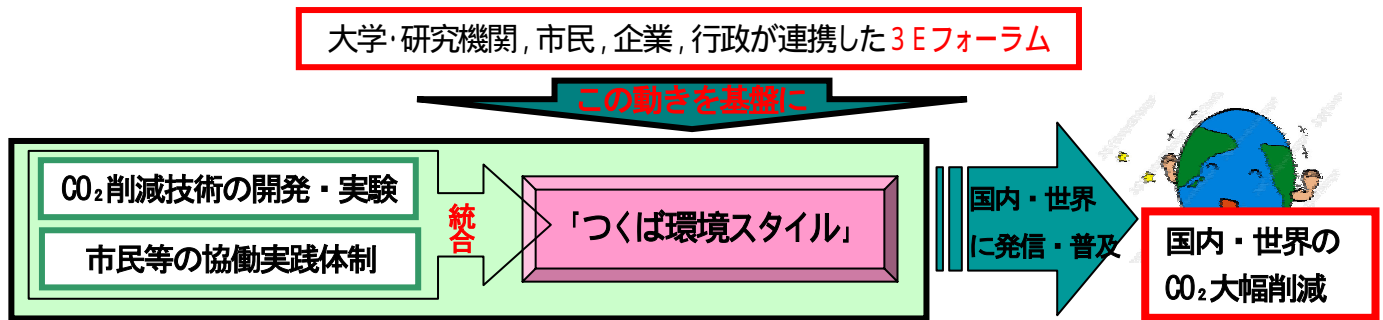 大学・研究機関,市民,企業,行政が連携した3Eフォーラム
この動きを基盤に
CO₂削減技術の開発・実験
市民等の協働実践体制
統合
「つくば環境スタイル」
国内・世界
に発信・普及
国内・世界の
CO₂大幅削減